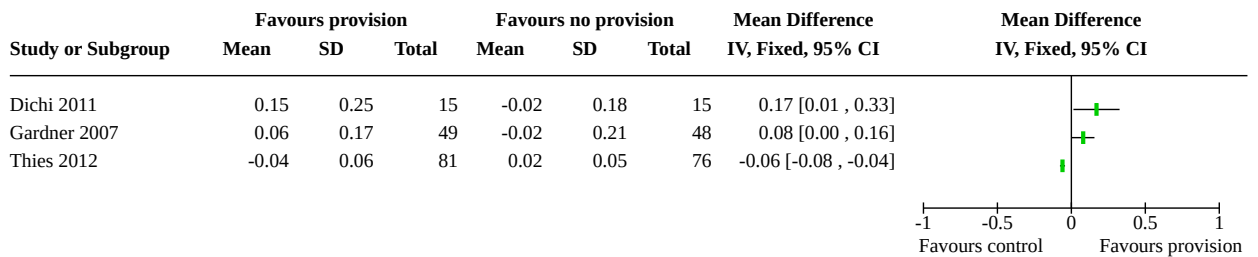 Favours provision Favours no provision Mean Difference Mean Difference
Study or Subgroup Mean SD Total Mean SD Total IV, Fixed, 95% CI IV, Fixed, 95% CI
Dichi 2011 0.15 0.25 15 -0.02 0.18 15 0.17 [0.01 , 0.33]
Gardner 2007 0.06 0.17 49 -0.02 0.21 48 0.08 [0.00 , 0.16]
Thies 2012 -0.04 0.06 81 0.02 0.05 76 -0.06 [-0.08 , -0.04]
-1 -0.5 0 0.5 1
Favours control Favours provision